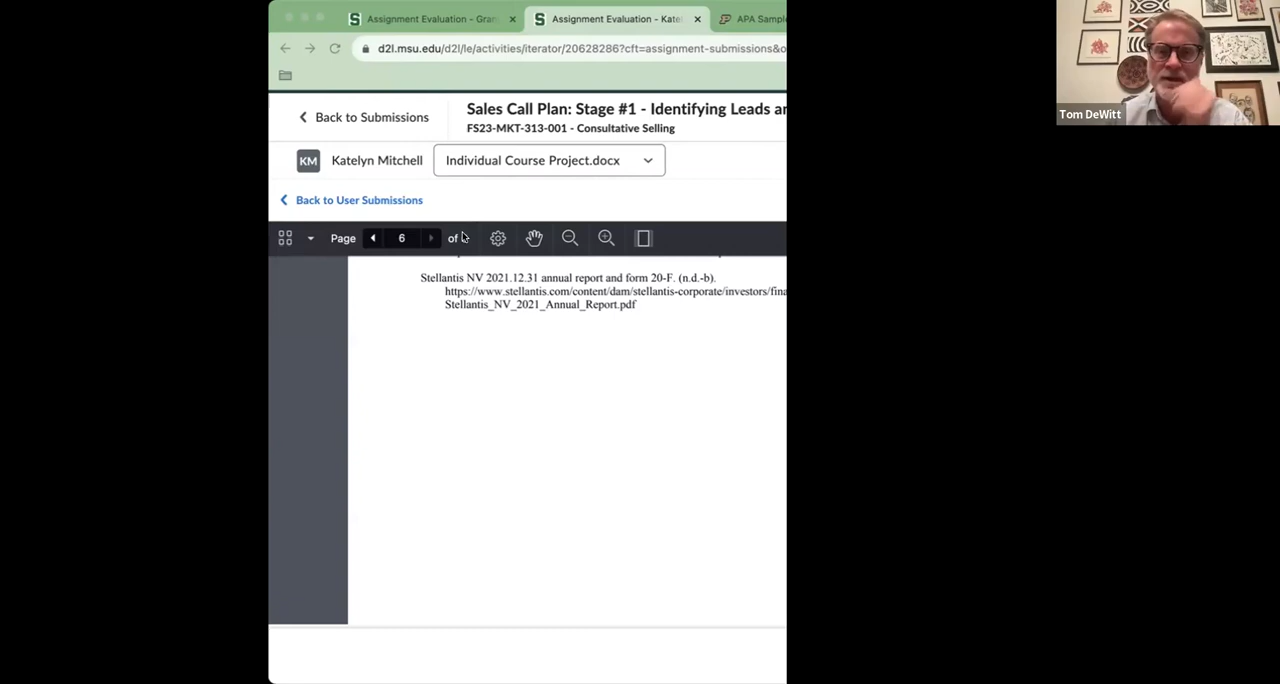 Assignment Evaluation - Gra
Assignment Evaluation - Kate
APA Sampl
d2l.msu.edu/d2l/le/activities/iterator/20628286?cft=assignment-submissions&o
Back to Submissions
Sales Call Plan: Stage #1 - Identifying Leads a
FS23-MKT-313-001 - Consultative Selling
KM
Katelyn Mitchell
Individual Course Project.docx
Back to User Submissions
Page
6
of
Stellantis NV 2021.12.31 annual report and form 20-F. (n.d.-b).
https://www.stellantis.com/content/dam/stellantis-corporate/investors/fina
Stellantis_NV_2021_Annual_Report.pdf
Tom DeWitt